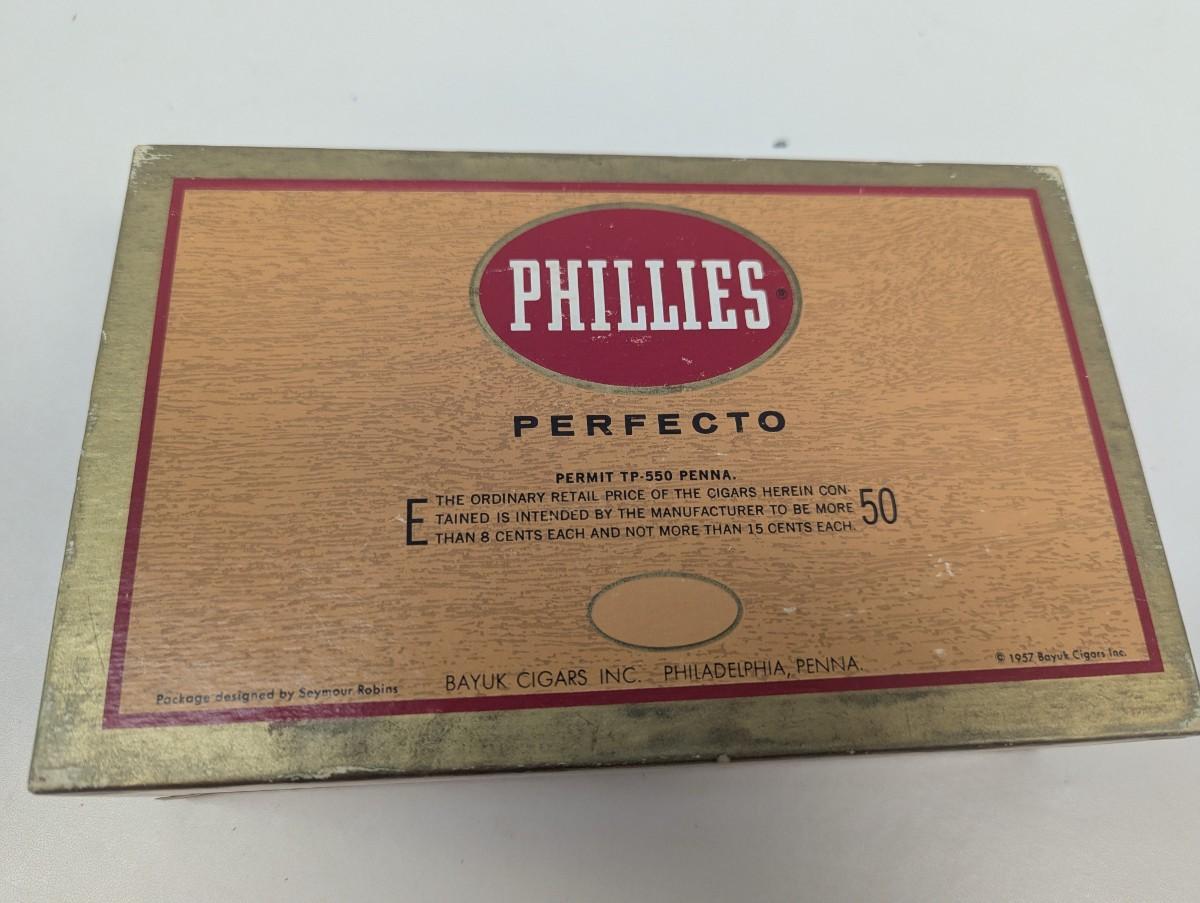 PHILLIES ®
PERFECTO
PERMIT TP-550 PENNA.
E THE ORDINARY RETAIL PRICE OF THE CIGARS HEREIN CON- 50
TAINED IS INTENDED BY THE MANUFACTURER TO BE MORE
THAN 8 CENTS EACH AND NOT MORE THAN 15 CENTS EACH.
BAYUK CIGARS INC. PHILADELPHIA, PENNA.
Package designed by Seymour Robins
© 1957 Bayuk Cigars Inc.